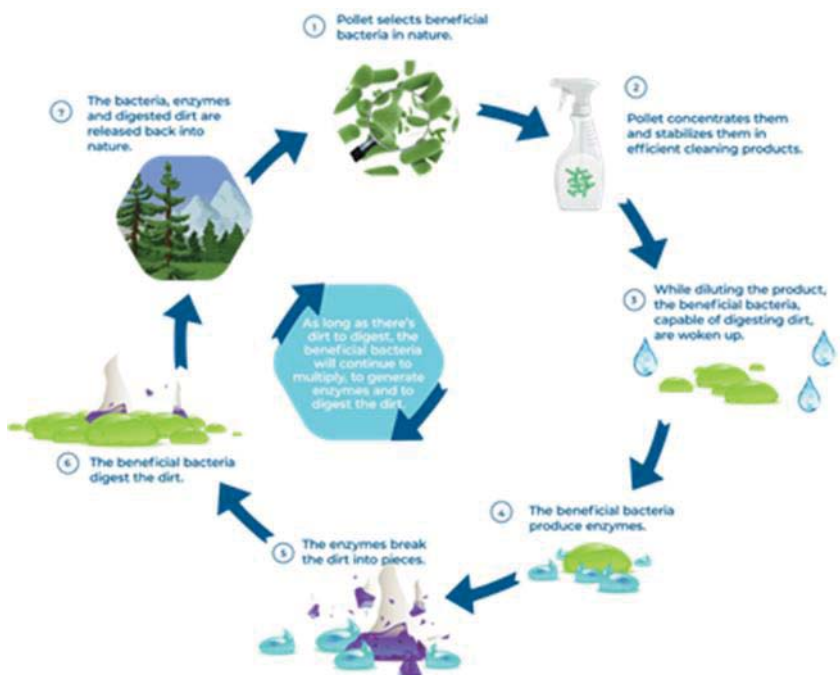 1
Pollet selects beneficial
bacteria in nature.
2
Pollet concentrates them
and stabilizes them in
efficient cleaning products.
3
While diluting the product,
the beneficial bacteria,
capable of digesting dirt,
are woken up.
4
The beneficial bacteria
produce enzymes.
5
The enzymes break
the dirt into pieces.
6
The beneficial bacteria
digest the dirt.
7
The bacteria, enzymes
and digested dirt are
released back into
nature.
As long as there's
dirt to digest, the
beneficial bacteria
will continue to
multiply, to generate
enzymes and to
digest the dirt.